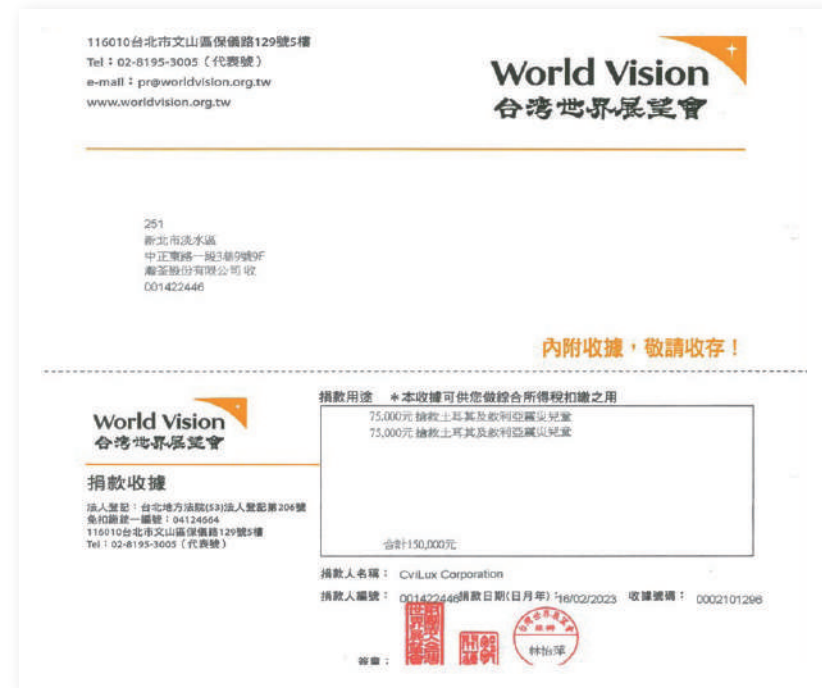 116010台北市文山區保儀路129號5樓
Tel：02-8195-3005（代表號）
e-mail：pr@worldvision.org.tw
www.worldvision.org.tw
World Vision
台灣世界展望會
251
新北市淡水區
中正東路一段3巷9號9F
瀚荃股份有限公司 收
001422446
內附收據，敬請收存！
World Vision
台灣世界展望會
捐款收據
法人登記：台北地方法院(53)法人登記第206號
免扣繳統一編號：04124664
116010台北市文山區保儀路129號5樓
Tel：02-8195-3005（代表號）
捐款用途 ＊本收據可供您做綜合所得稅扣繳之用
75,000元 搶救土耳其及敘利亞震災兒童
75,000元 搶救土耳其及敘利亞震災兒童
合計150,000元
捐款人名稱： CviLux Corporation
捐款人編號： 001422446 捐款日期(日月年)：16/02/2023 收據號碼： 0002101296
簽章：
台灣世界展望會
林怡萍